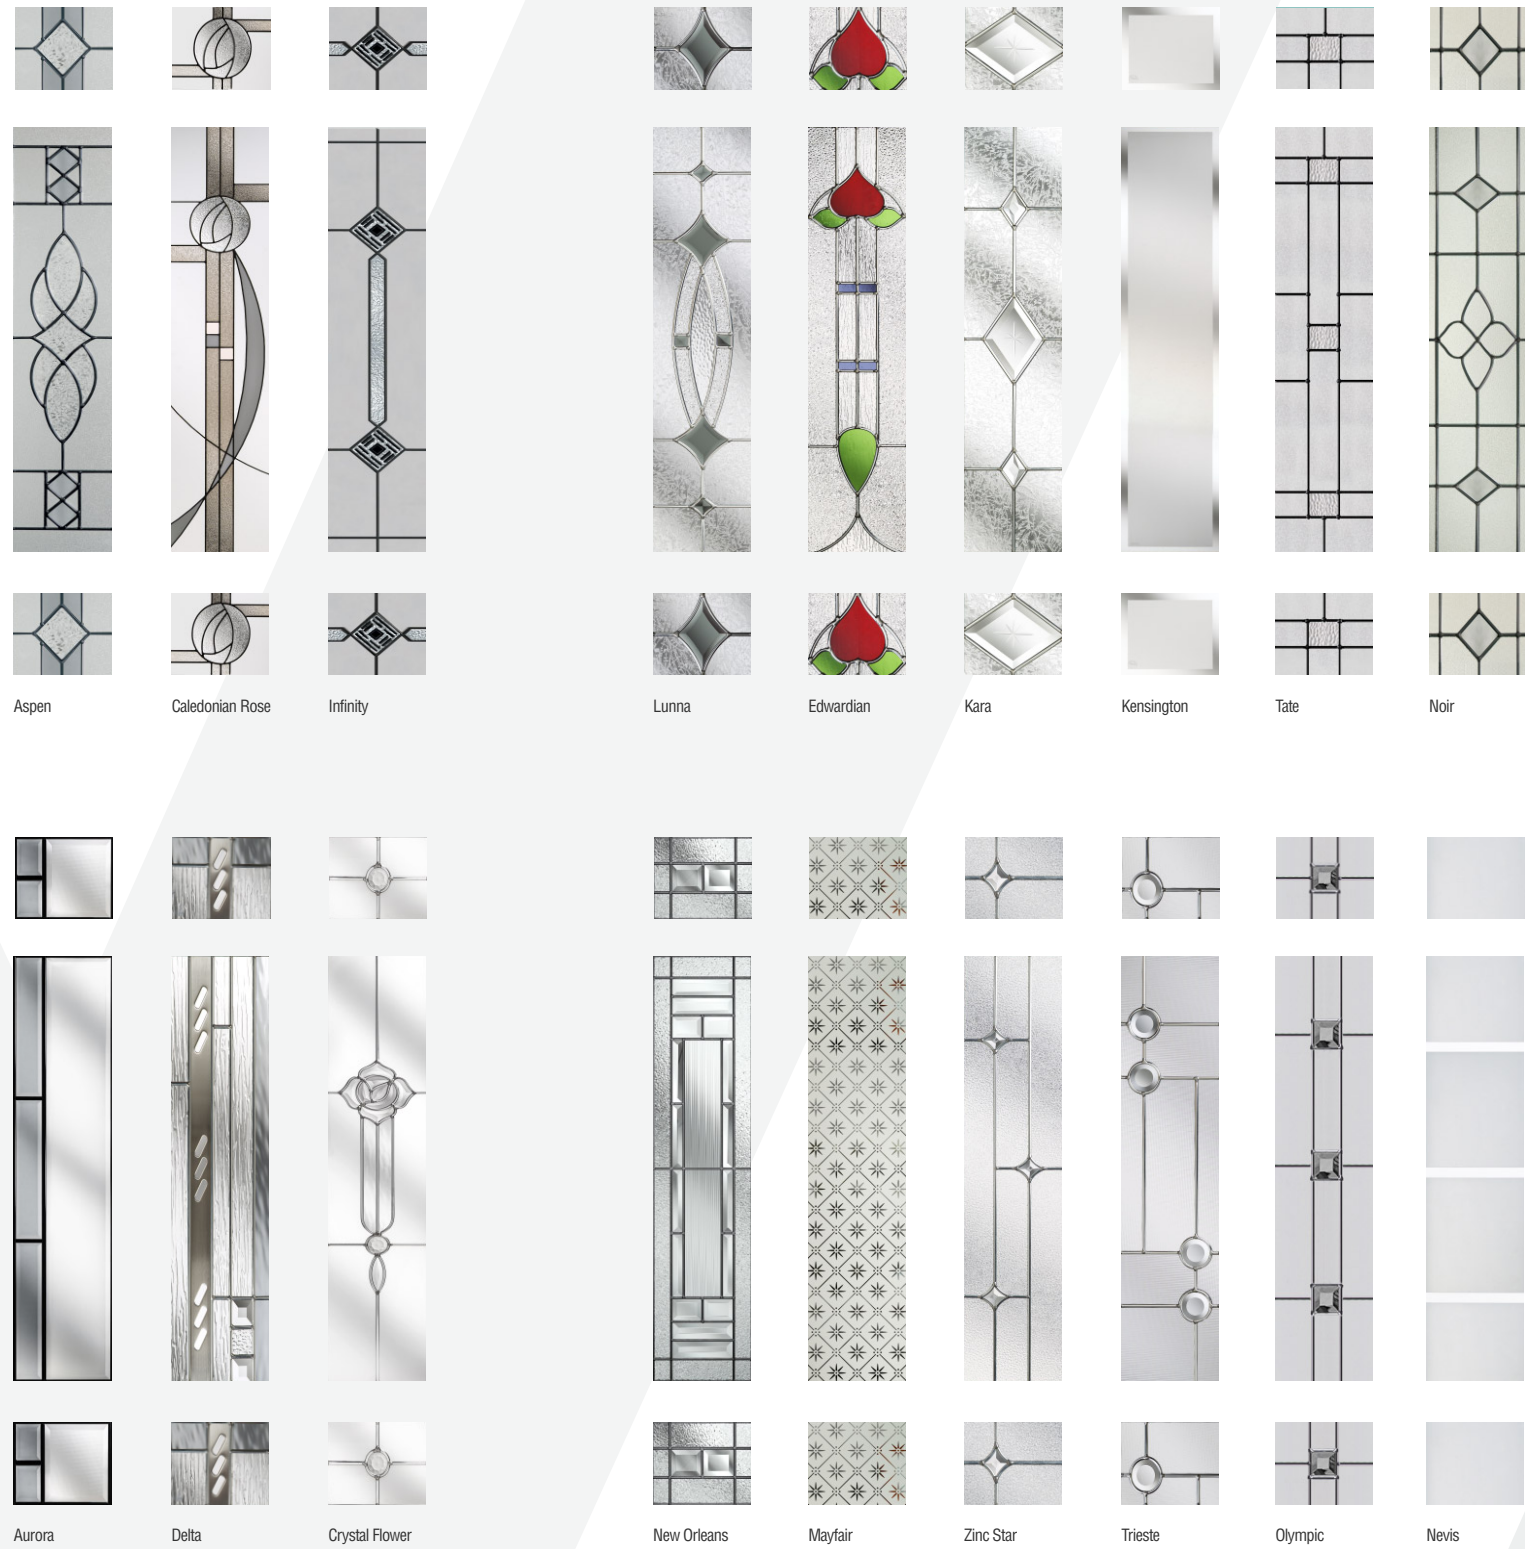 Aspen
Caledonian Rose
Infinity
Lunna
Edwardian
Kara
Kensington
Tate
Noir
Aurora
Delta
Crystal Flower
New Orleans
Mayfair
Zinc Star
Trieste
Olympic
Nevis